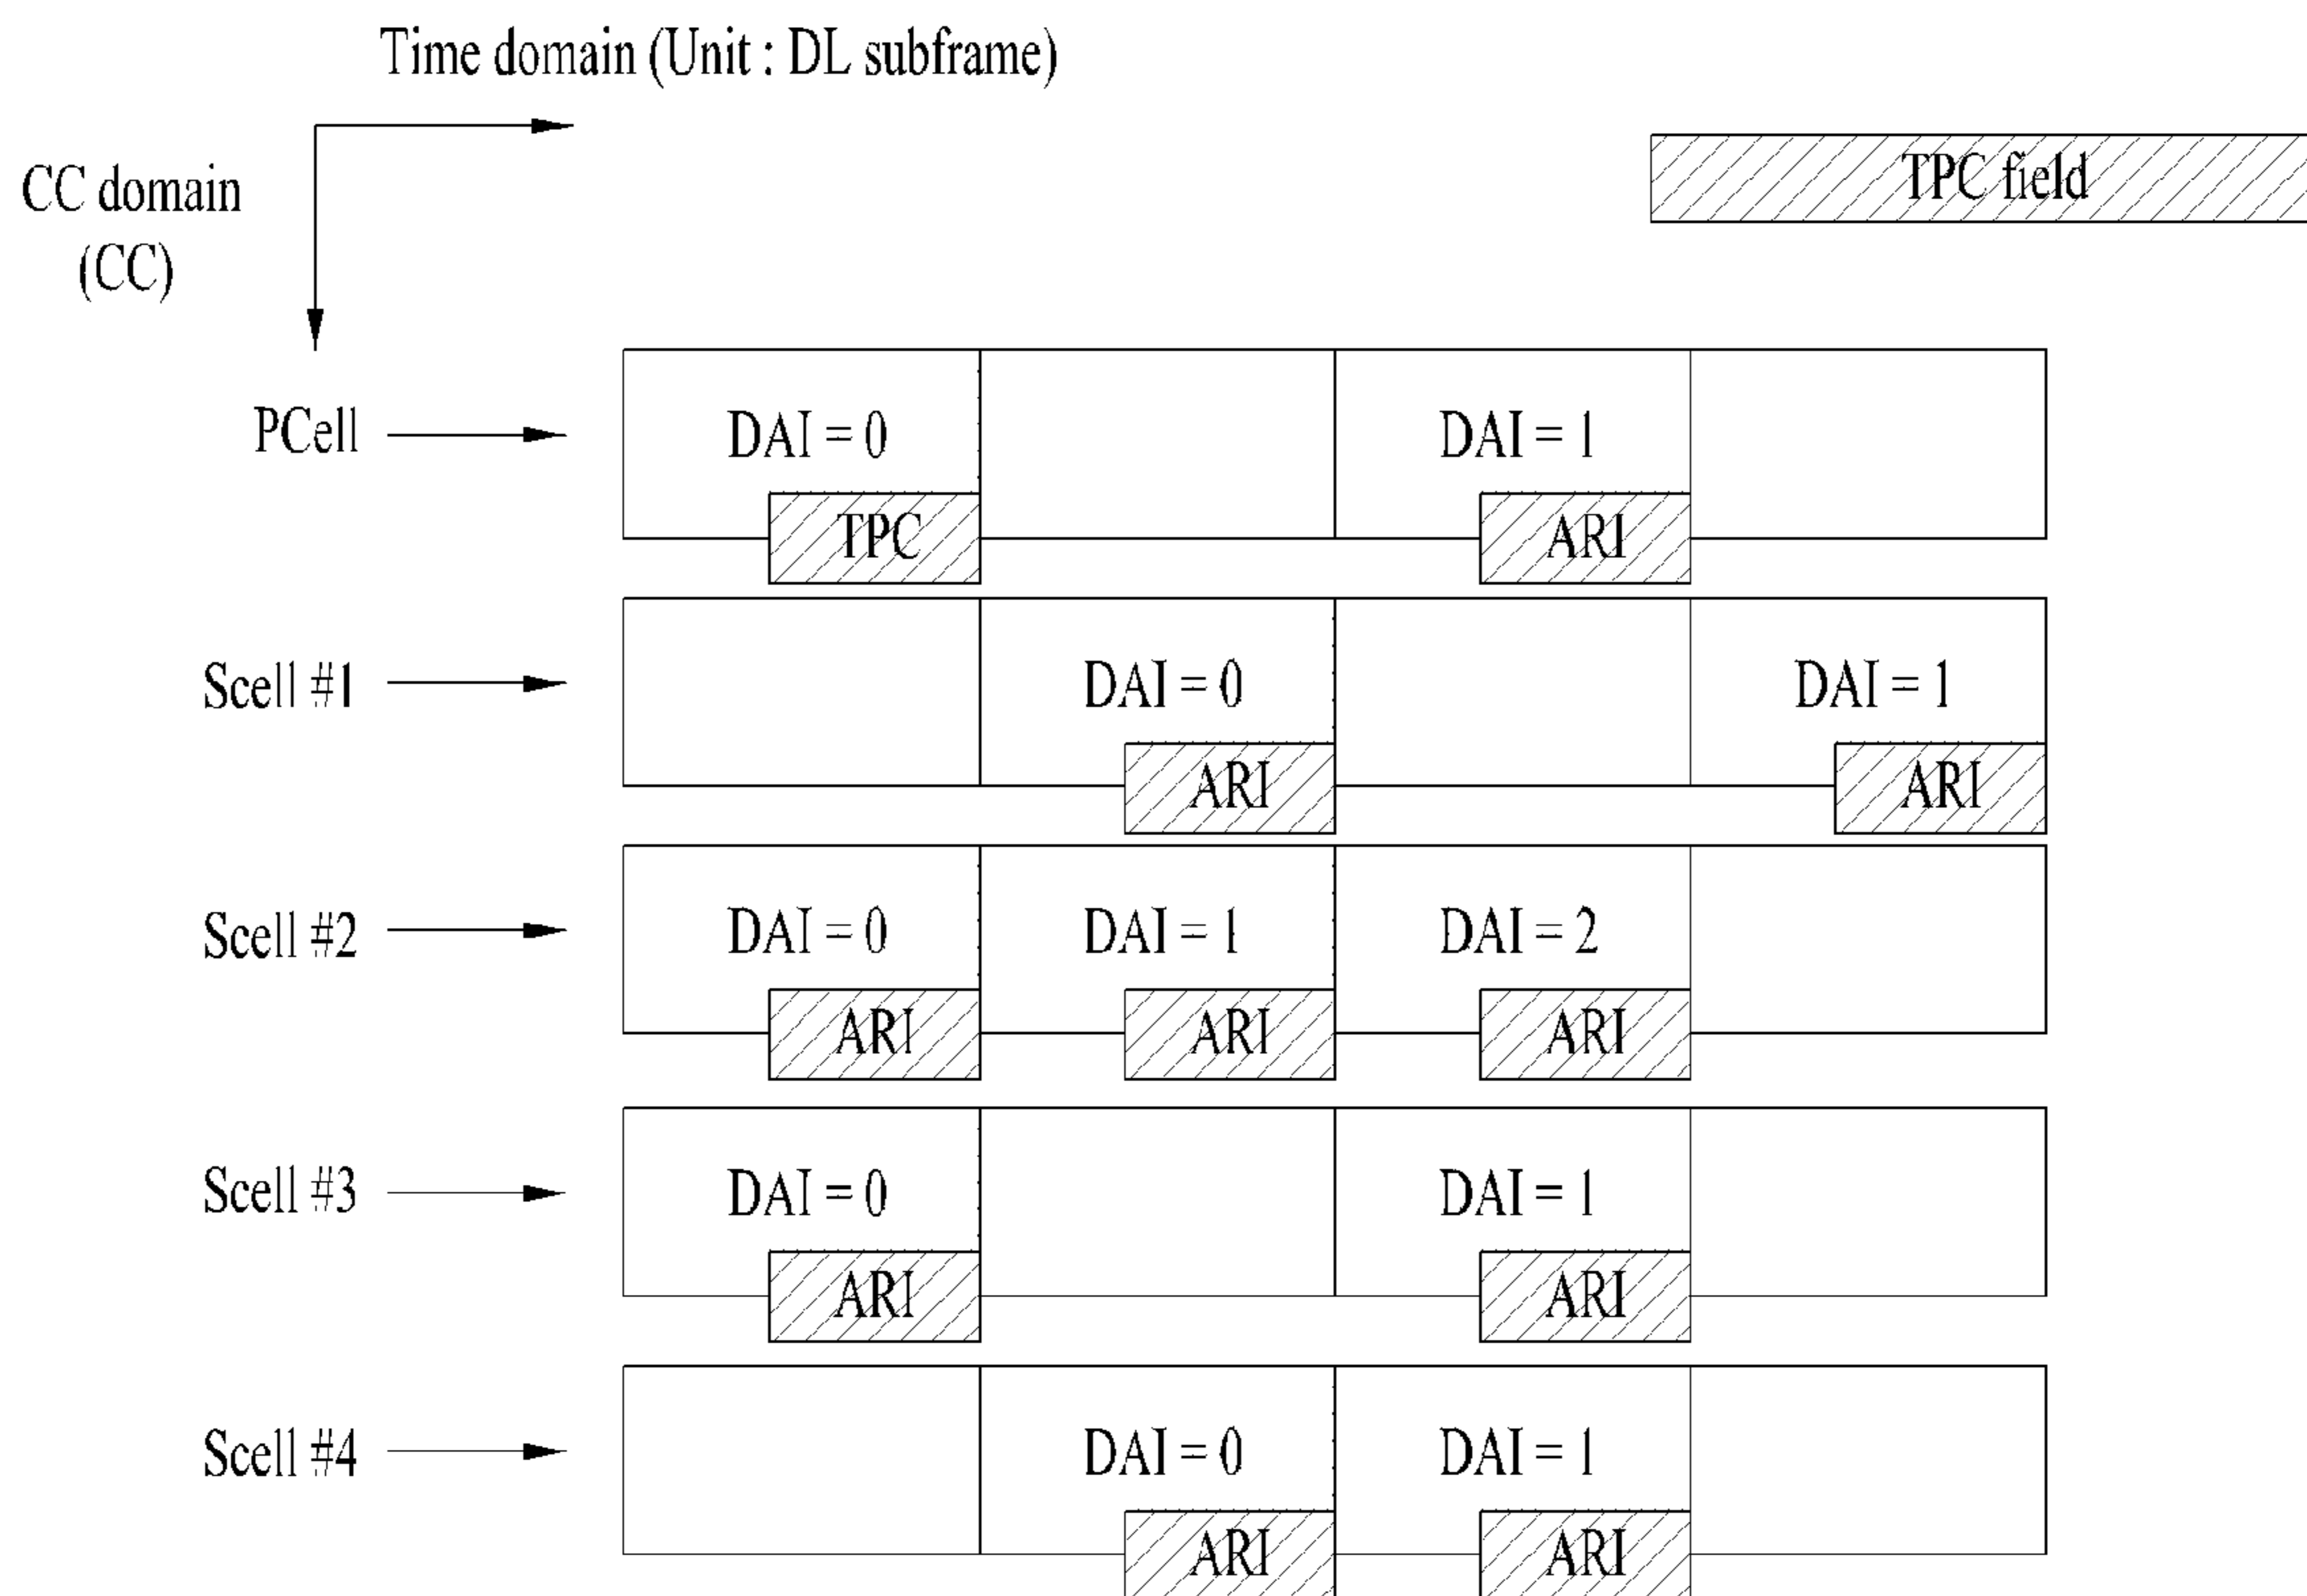 Time domain (Unit : DL subframe)
CC domain
(CC)
TPC field
PCell
DAI = 0
DAI = 1
TPC
ARI
Scell #1
DAI = 0
DAI = 1
ARI
ARI
Scell #2
DAI = 0
DAI = 1
DAI = 2
ARI
ARI
ARI
Scell #3
DAI = 0
DAI = 1
ARI
ARI
Scell #4
DAI = 0
DAI = 1
ARI
ARI